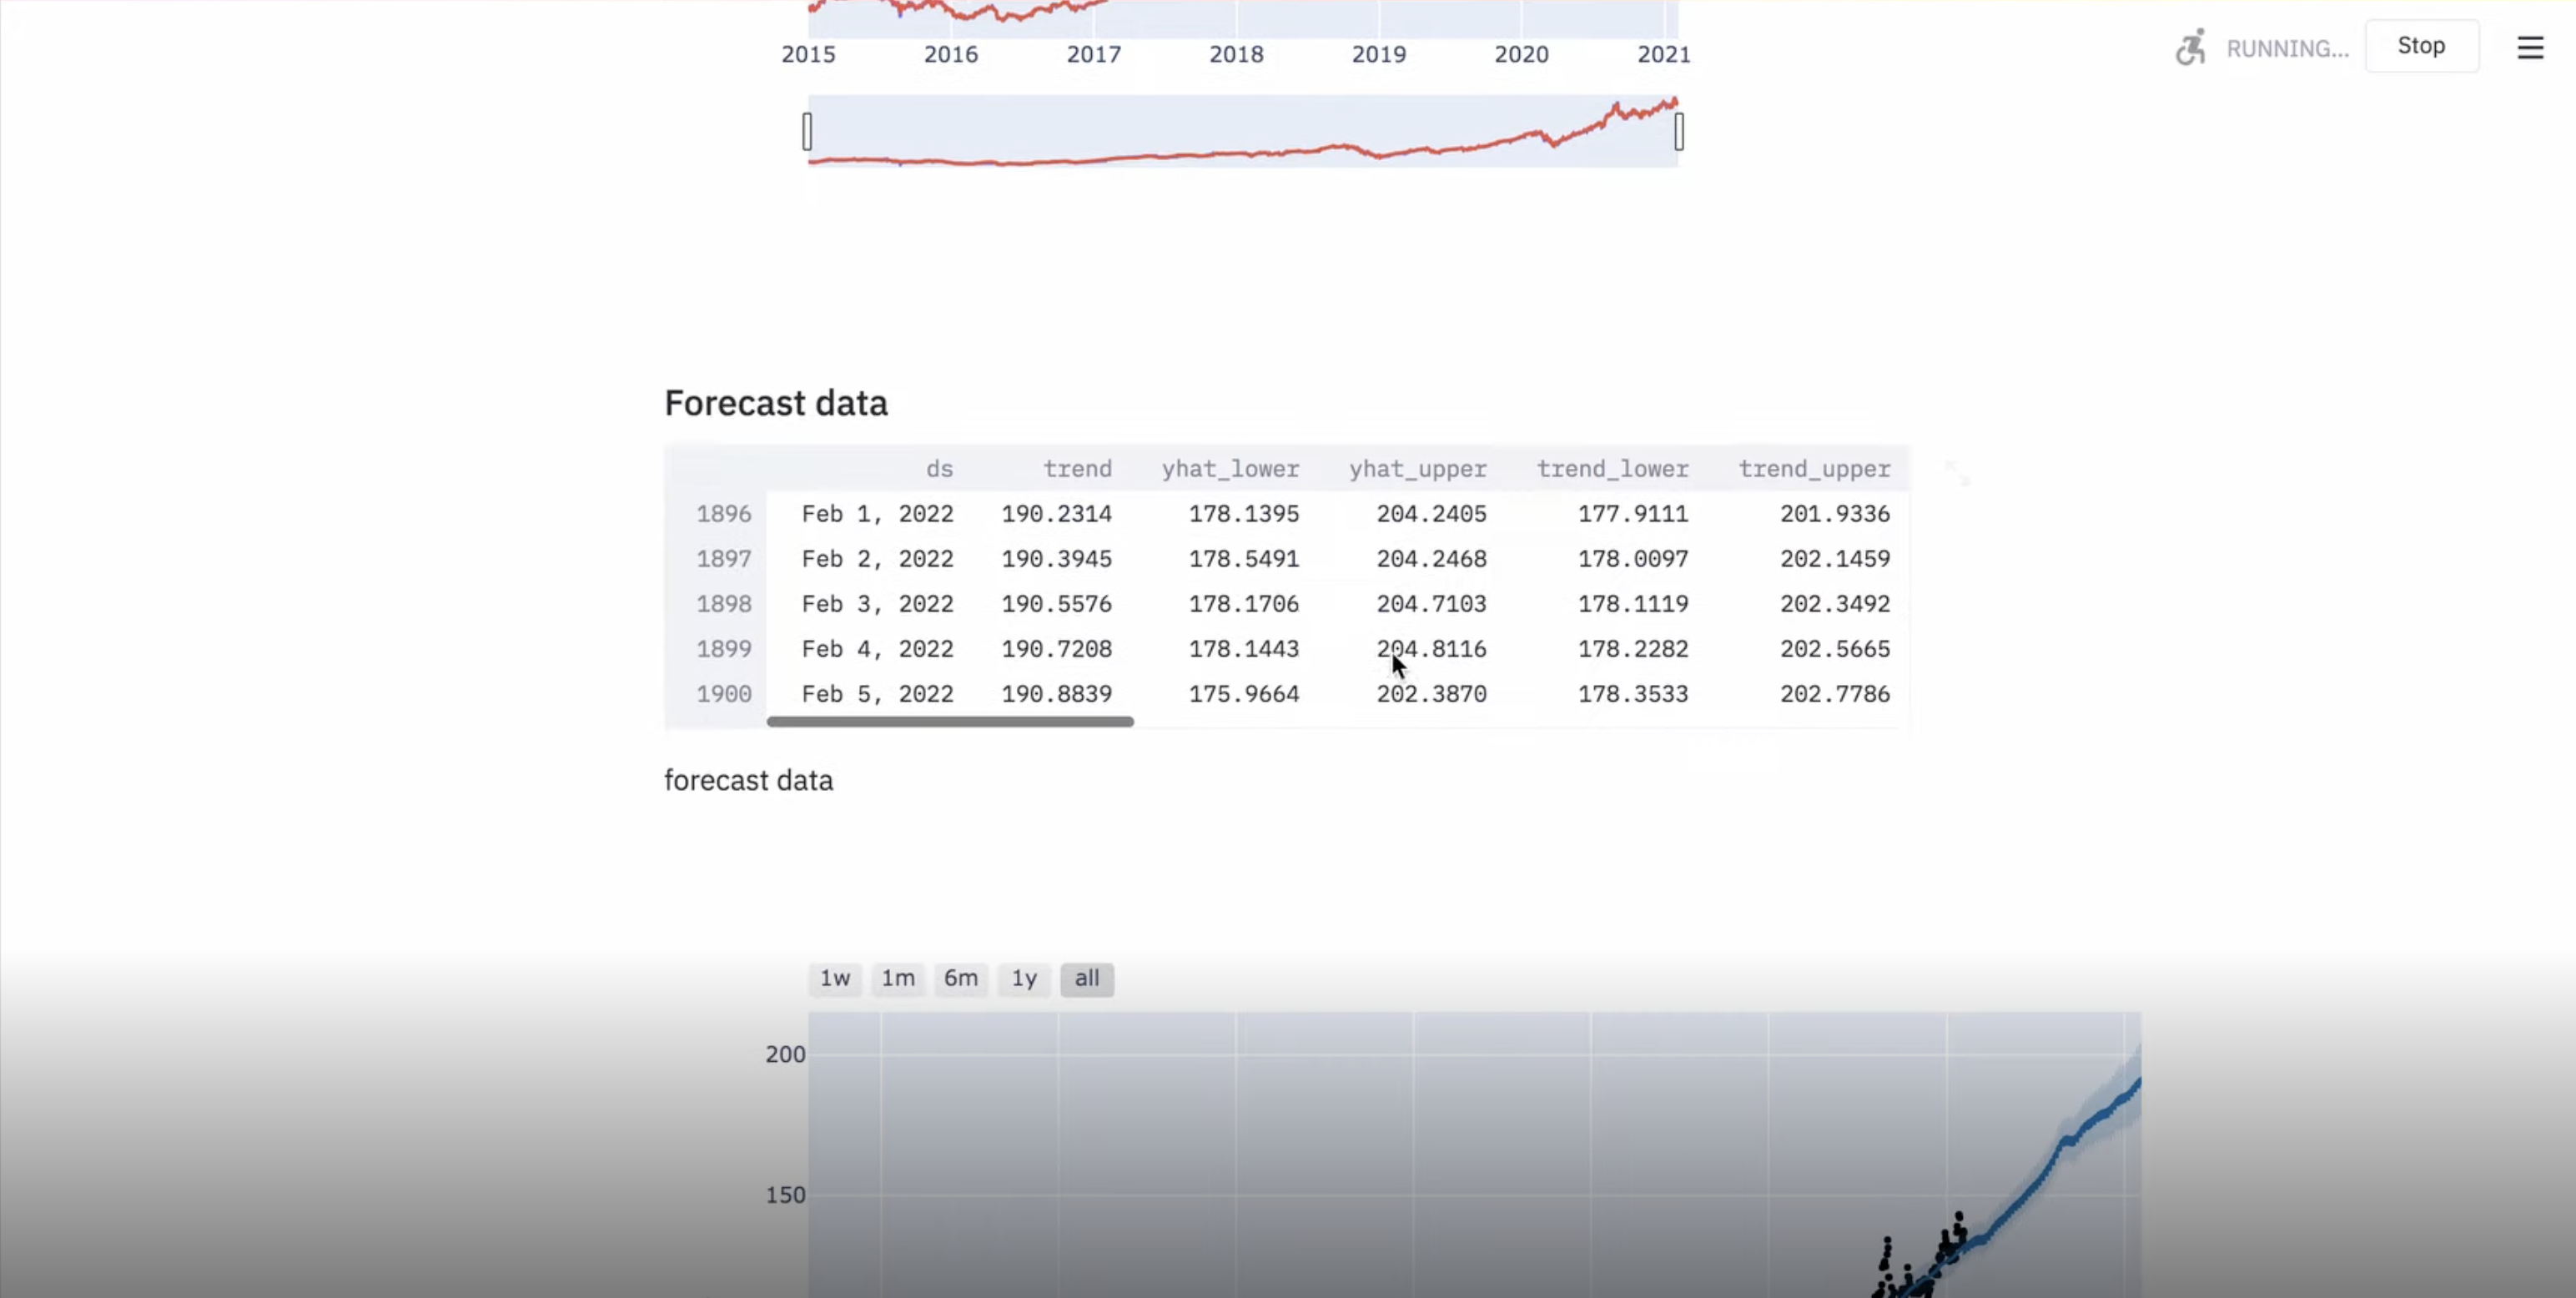 2015 2016 2017 2018 2019 2020 2021
RUNNING... Stop
Forecast data
ds trend yhat_lower yhat_upper trend_lower trend_upper
1896 Feb 1, 2022 190.2314 178.1395 204.2405 177.9111 201.9336
1897 Feb 2, 2022 190.3945 178.5491 204.2468 178.0097 202.1459
1898 Feb 3, 2022 190.5576 178.1706 204.7103 178.1119 202.3492
1899 Feb 4, 2022 190.7208 178.1443 204.8116 178.2282 202.5665
1900 Feb 5, 2022 190.8839 175.9664 202.3870 178.3533 202.7786
forecast data
1w 1m 6m 1y all
200
150